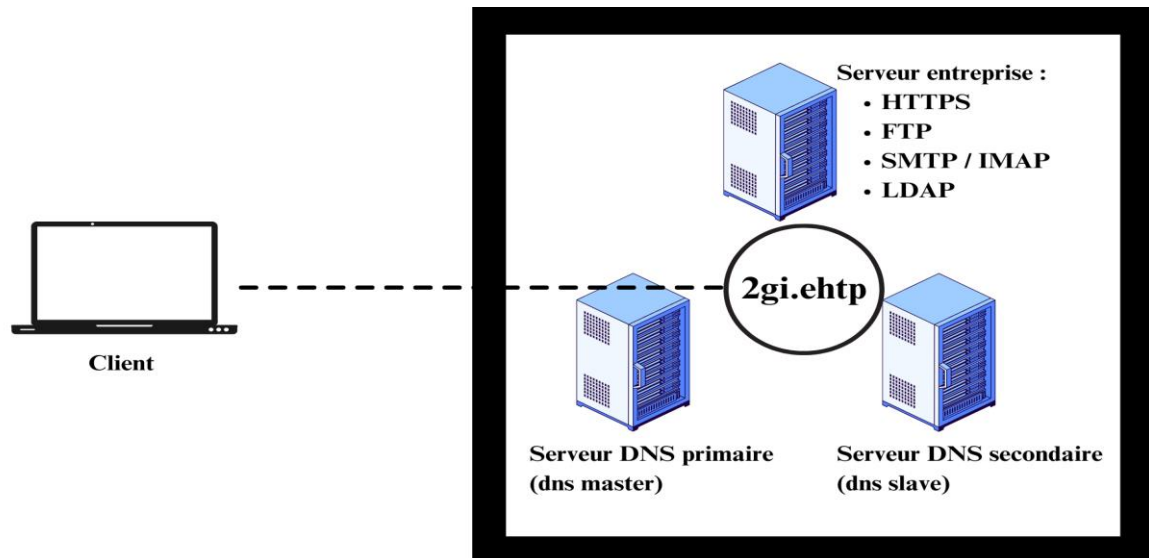 Serveur entreprise :
• HTTPS
• FTP
• SMTP / IMAP
• LDAP
2gi.ehtp
Client
Serveur DNS primaire
(dns master)
Serveur DNS secondaire
(dns slave)